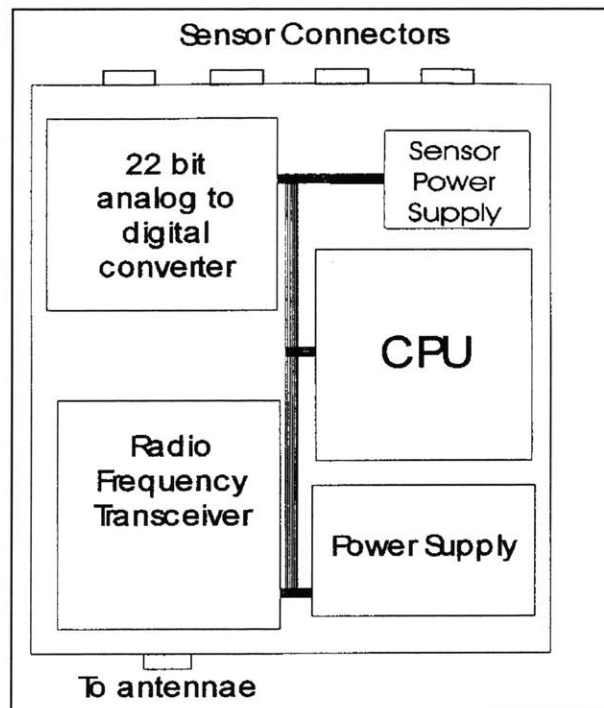 Sensor Connectors
22 bit
analog to
digital
converter
Sensor
Power
Supply
CPU
Radio
Frequency
Transceiver
Power Supply
To antennae